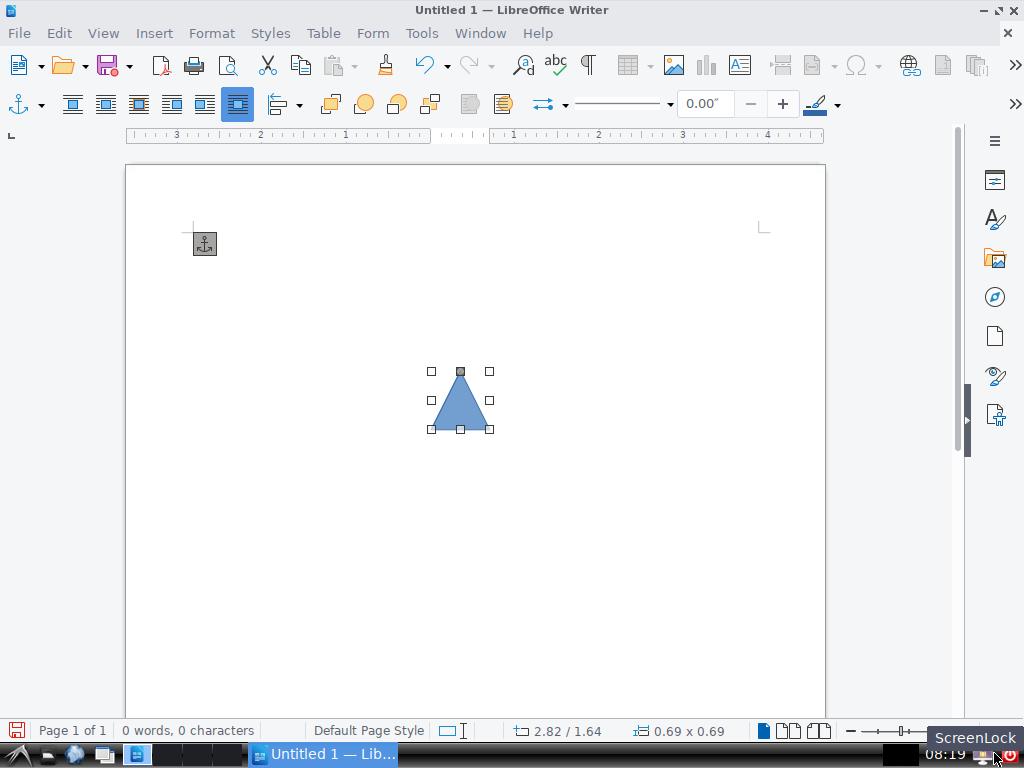 Untitled 1 — LibreOffice Writer
File Edit View Insert Format Styles Table Form Tools Window Help
0.00″
3 2 1 1 2 3 4
Page 1 of 1 0 words, 0 characters Default Page Style 2.82 / 1.64 0.69 x 0.69
ScreenLock
Untitled 1 — Lib... 08:19